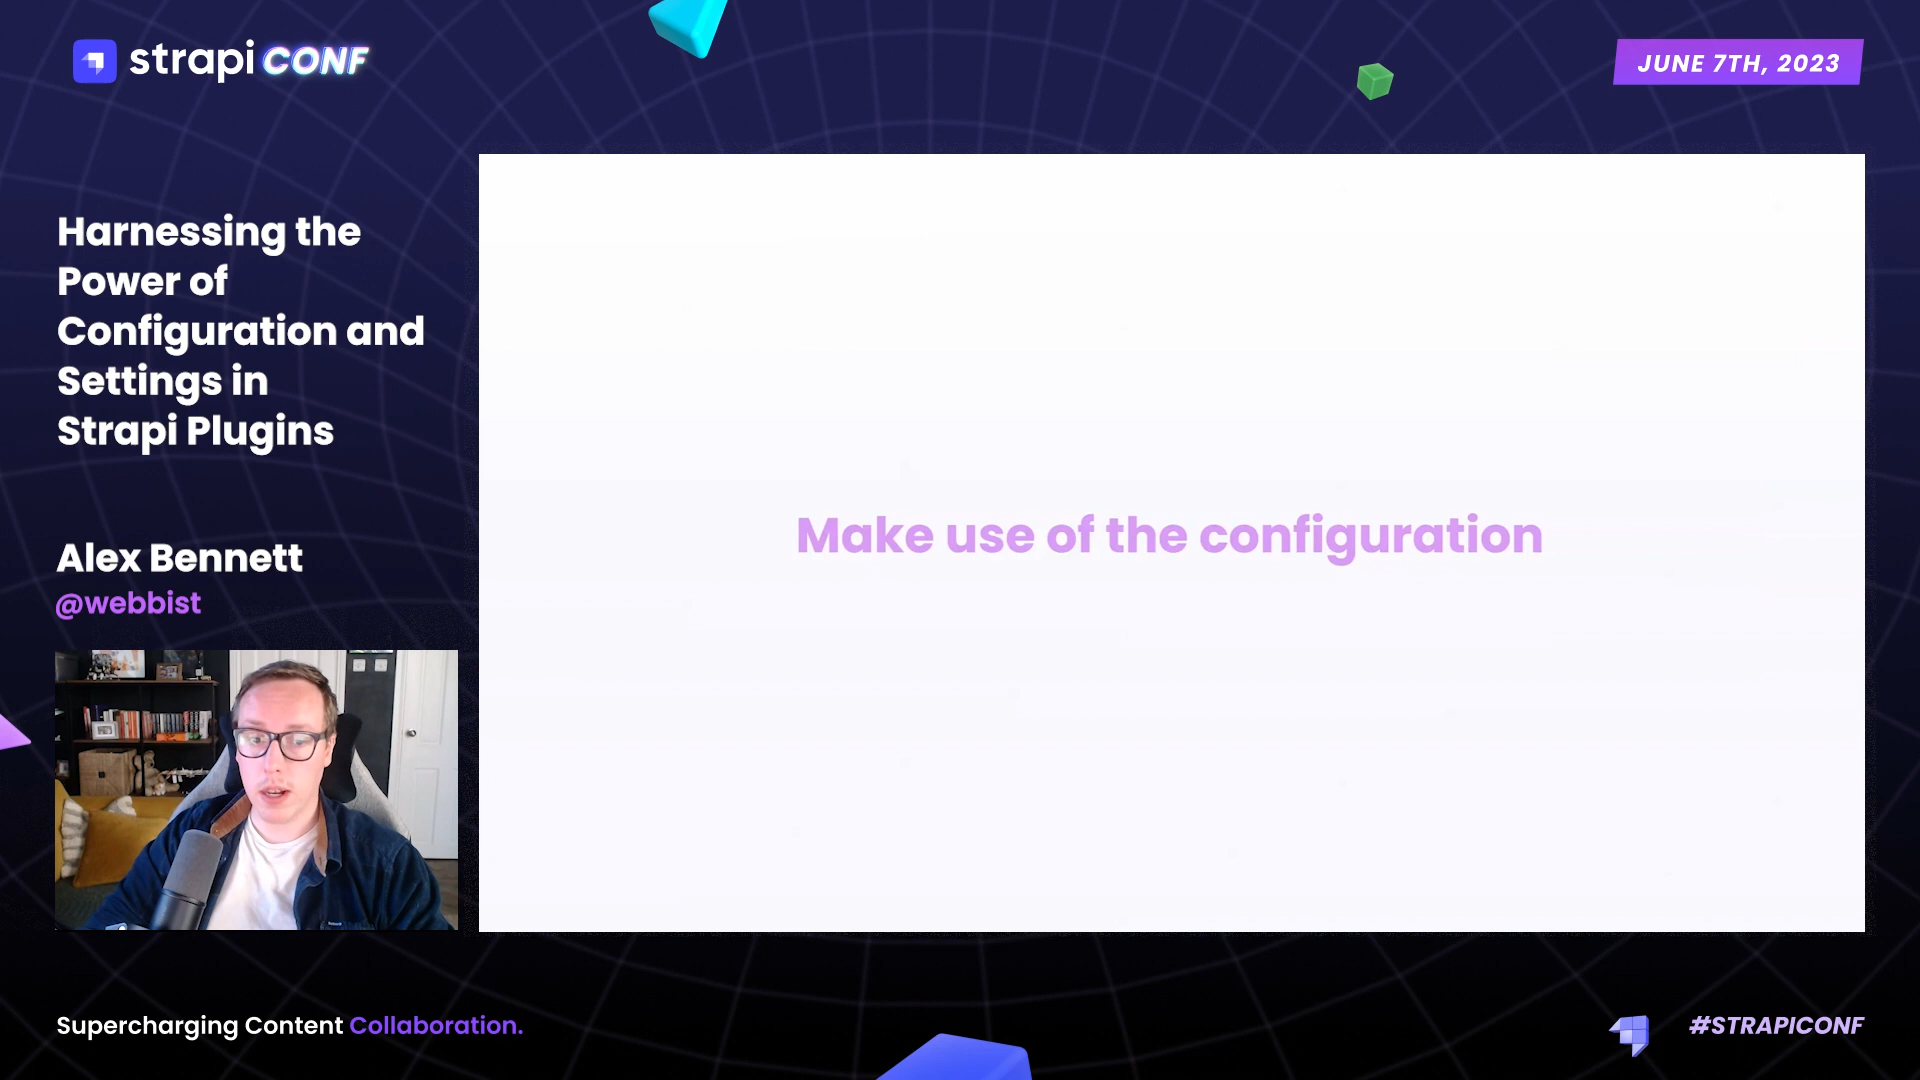 strapi CONF
JUNE 7TH, 2023
Harnessing the
Power of
Configuration and
Settings in
Strapi Plugins
Alex Bennett
@webbist
Make use of the configuration
Supercharging Content Collaboration.
#STRAPICONF